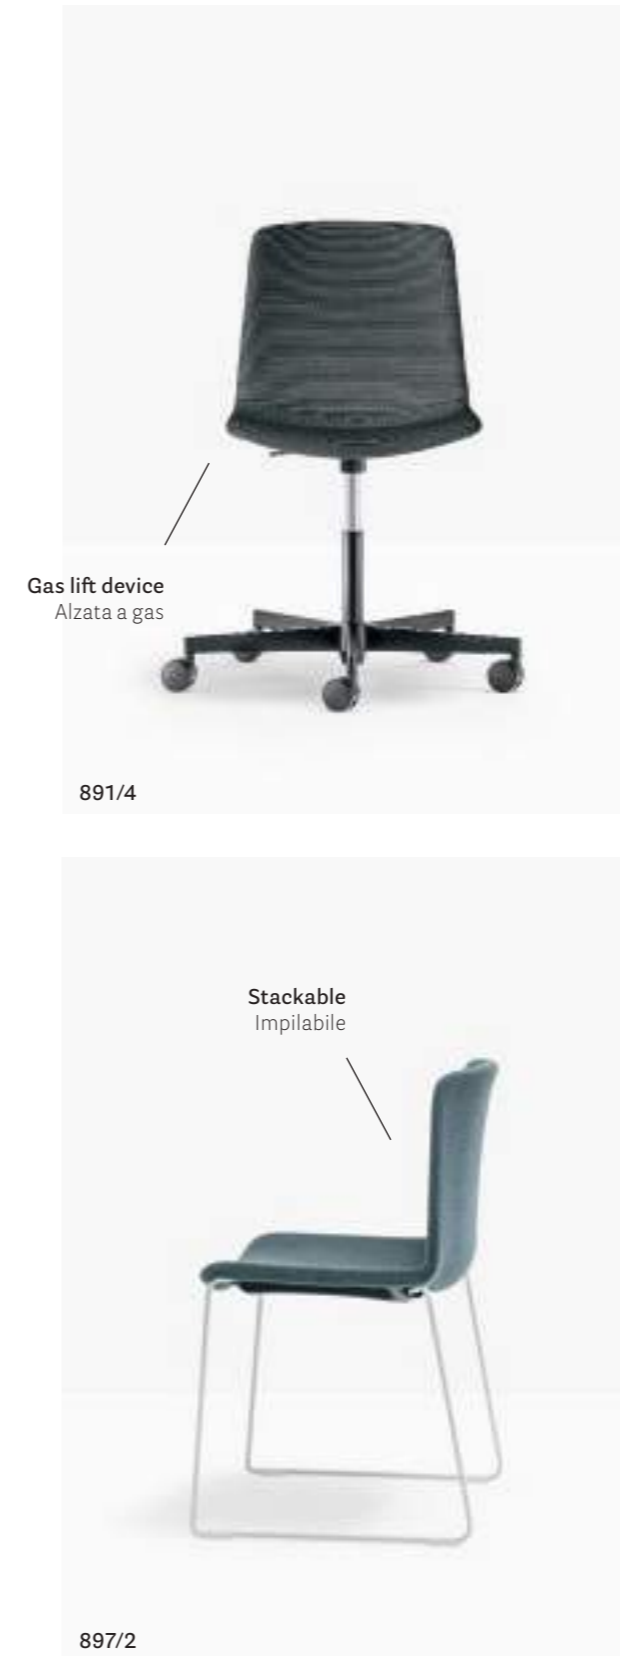 Gas lift device
Alzata a gas
891/4
Stackable
Impilabile
897/2